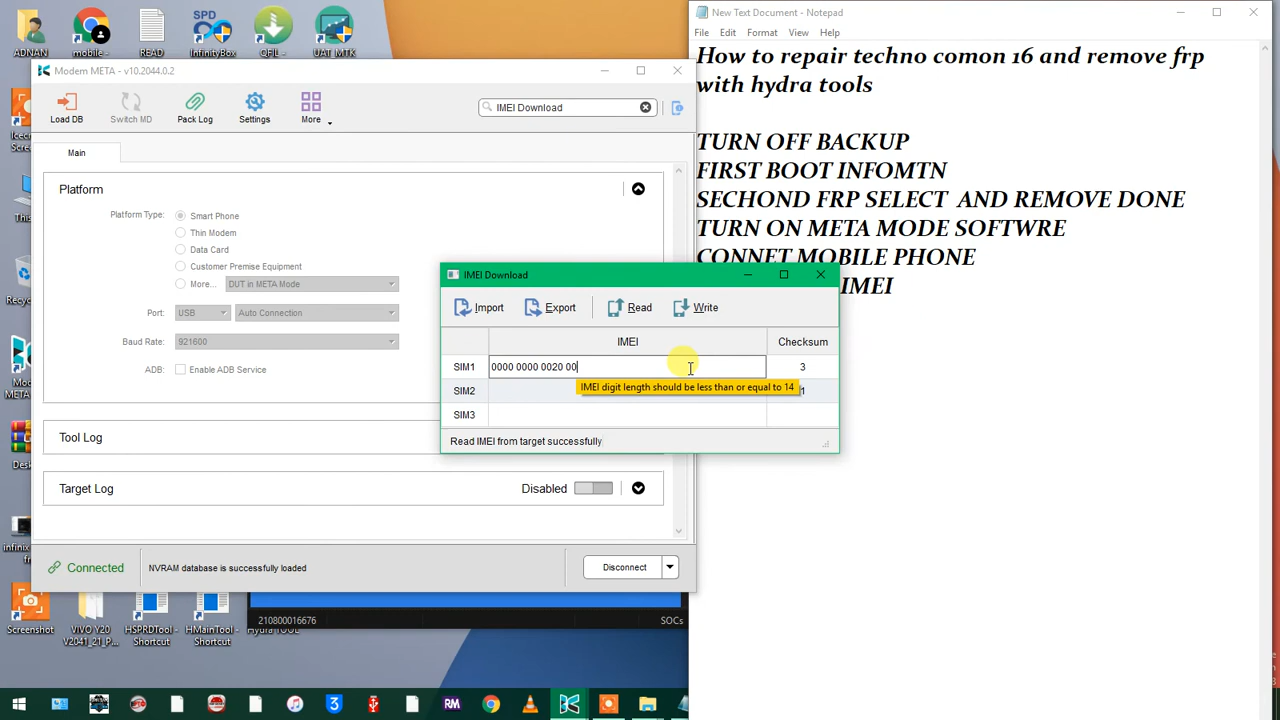 ADNAN
mobile -
READ
SPD
InfinityBox
QFIL -
UAT MTK
Modem META - v10.2044.0.2
Load DB
Switch MD
Pack Log
Settings
More
IMEI Download
Main
Platform
Platform Type:
Smart Phone
Thin Modem
Data Card
Customer Premise Equipment
More...
DUT in META Mode
Port:
USB
Auto Connection
Baud Rate:
921600
ADB:
Enable ADB Service
Tool Log
Target Log
Disabled
Connected
NVRAM database is successfully loaded
Disconnect
IMEI Download
Import
Export
Read
Write
IMEI
Checksum
SIM1
0000 0000 0020 00
3
IMEI digit length should be less than or equal to 14
SIM2
1
SIM3
Read IMEI from target successfully
New Text Document - Notepad
File
Edit
Format
View
Help
How to repair techno comon 16 and remove frp
with hydra tools
TURN OFF BACKUP
FIRST BOOT INFOMTN
SECHOND FRP SELECT AND REMOVE DONE
TURN ON META MODE SOFTWRE
CONNET MOBILE PHONE
IMEI
210800016676
SOCs
Screenshot
VIVO Y20
V2041_21_P...
HSPRDTool -
Shortcut
HMainTool -
Shortcut
RM